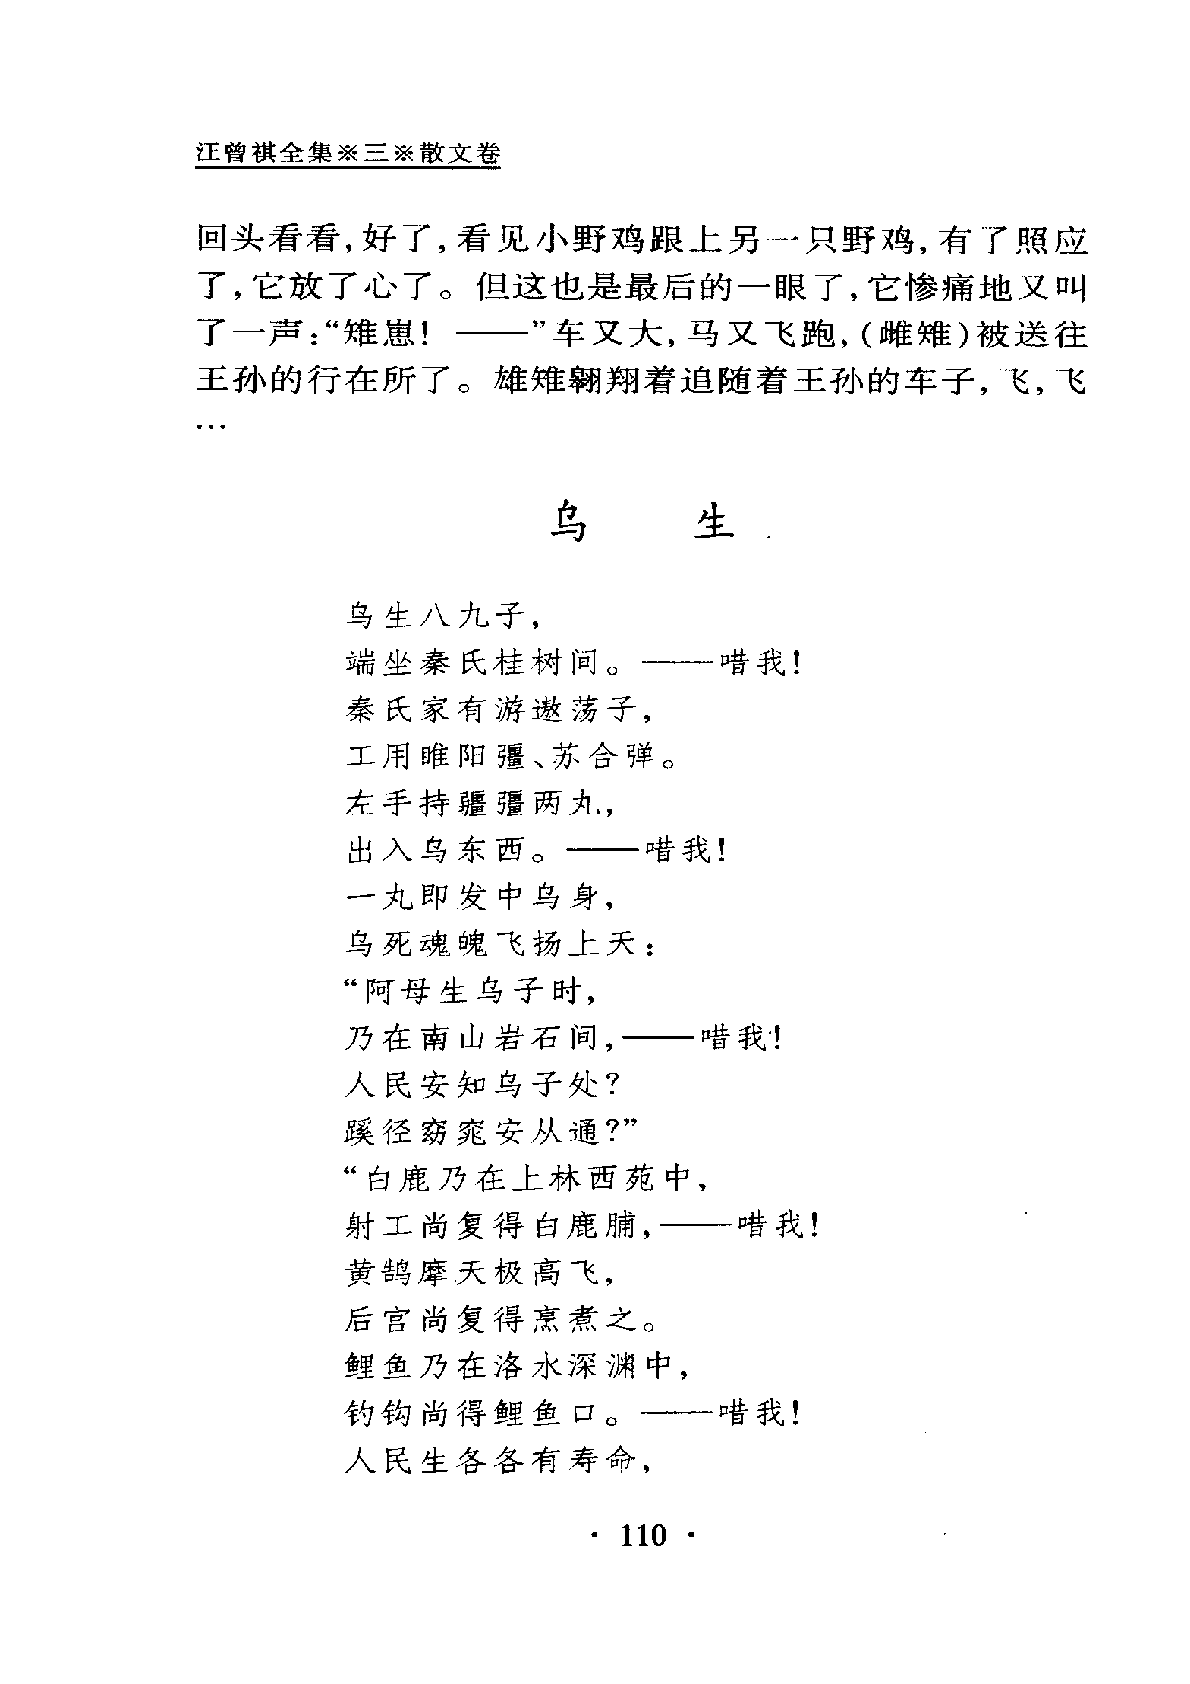 汪曾祺全集※三※散文卷
回头看看,好了,看见小野鸡跟上另一只野鸡,有了照应
了,它放了心了。但这也是最后的一眼了,它惨痛地又叫
了一声:“雉崽! ——”车又大,马又飞跑,(雌雉)被送往
王孙的行在所了。雄雉翱翔着追随着王孙的车子,飞,飞
…
乌 生
乌生八九子,
端坐秦氏桂树间。——唶我!
秦氏家有游遨荡子,
工用睢阳彊、苏合弹。
左手持疆彊两丸,
出入乌东西。——唶我!
一丸即发中乌身,
乌死魂魄飞扬上天:
“阿母生乌子时,
乃在南山岩石间,——唶我!
人民安知乌子处?
蹊径窈窕安从通?”
“白鹿乃在上林西苑中,
射工尚复得白鹿脯,——唶我!
黄鹄摩天极高飞,
后宫尚复得烹煮之。
鲤鱼乃在洛水深渊中,
钓钩尚得鲤鱼口。——唶我!
人民生各各有寿命,
· 110 ·